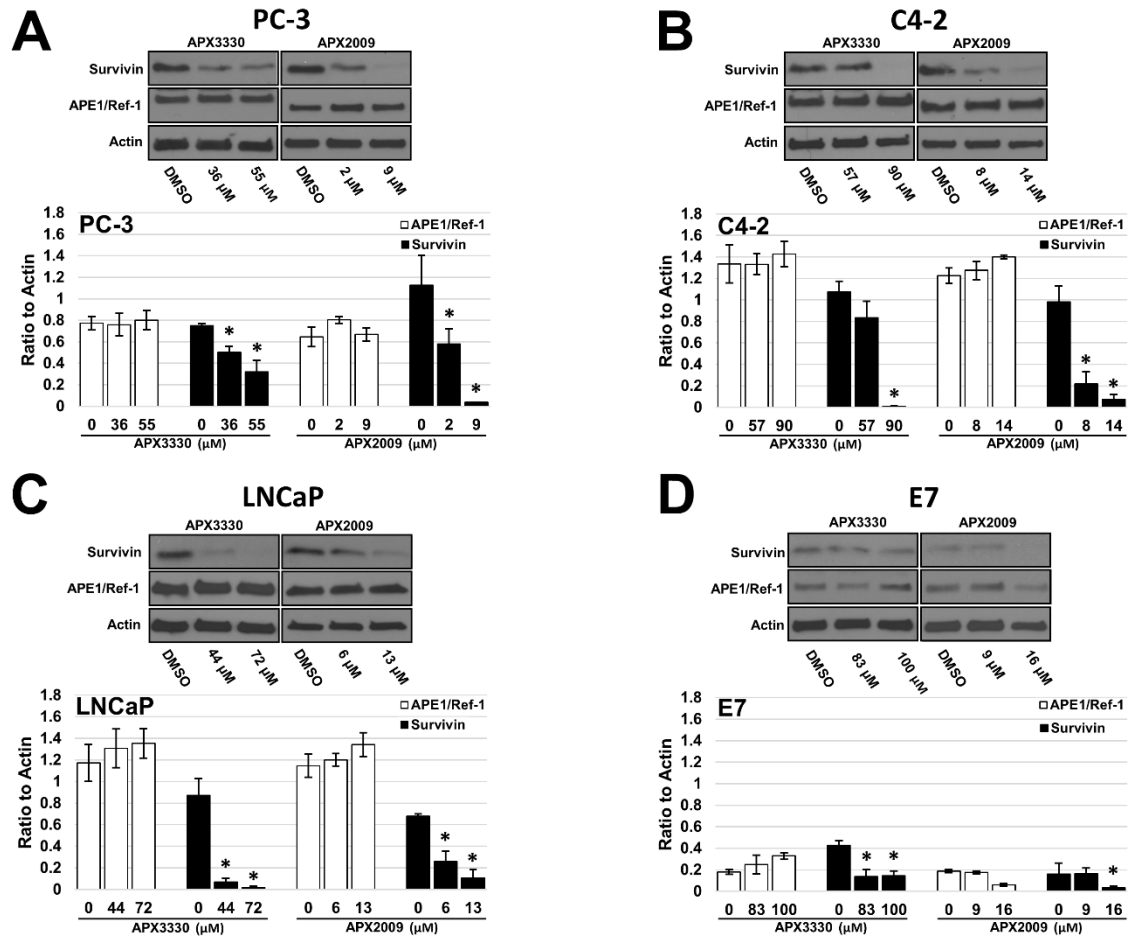 A
PC-3
APX3330 APX2009
Survivin
APE1/Ref-1
Actin
DMSO 36 µM 55 µM DMSO 2 µM 9 µM
PC-3
APE1/Ref-1
Survivin
Ratio to Actin
1.8
1.6
1.4
1.2
1
0.8
0.6
0.4
0.2
0
* * * *
0 36 55 0 36 55 0 2 9 0 2 9
APX3330 (µM) APX2009 (µM)
B
C4-2
APX3330 APX2009
Survivin
APE1/Ref-1
Actin
DMSO 57 µM 90 µM DMSO 8 µM 14 µM
C4-2
APE1/Ref-1
Survivin
Ratio to Actin
1.8
1.6
1.4
1.2
1
0.8
0.6
0.4
0.2
0
* * *
0 57 90 0 57 90 0 8 14 0 8 14
APX3330 (µM) APX2009 (µM)
C
LNCaP
APX3330 APX2009
Survivin
APE1/Ref-1
Actin
DMSO 44 µM 72 µM DMSO 6 µM 13 µM
LNCaP
APE1/Ref-1
Survivin
Ratio to Actin
1.8
1.6
1.4
1.2
1
0.8
0.6
0.4
0.2
0
* * * *
0 44 72 0 44 72 0 6 13 0 6 13
APX3330 (µM) APX2009 (µM)
D
E7
APX3330 APX2009
Survivin
APE1/Ref-1
Actin
DMSO 83 µM 100 µM DMSO 9 µM 16 µM
E7
APE1/Ref-1
Survivin
Ratio to Actin
1.8
1.6
1.4
1.2
1
0.8
0.6
0.4
0.2
0
* * *
0 83 100 0 83 100 0 9 16 0 9 16
APX3330 (µM) APX2009 (µM)